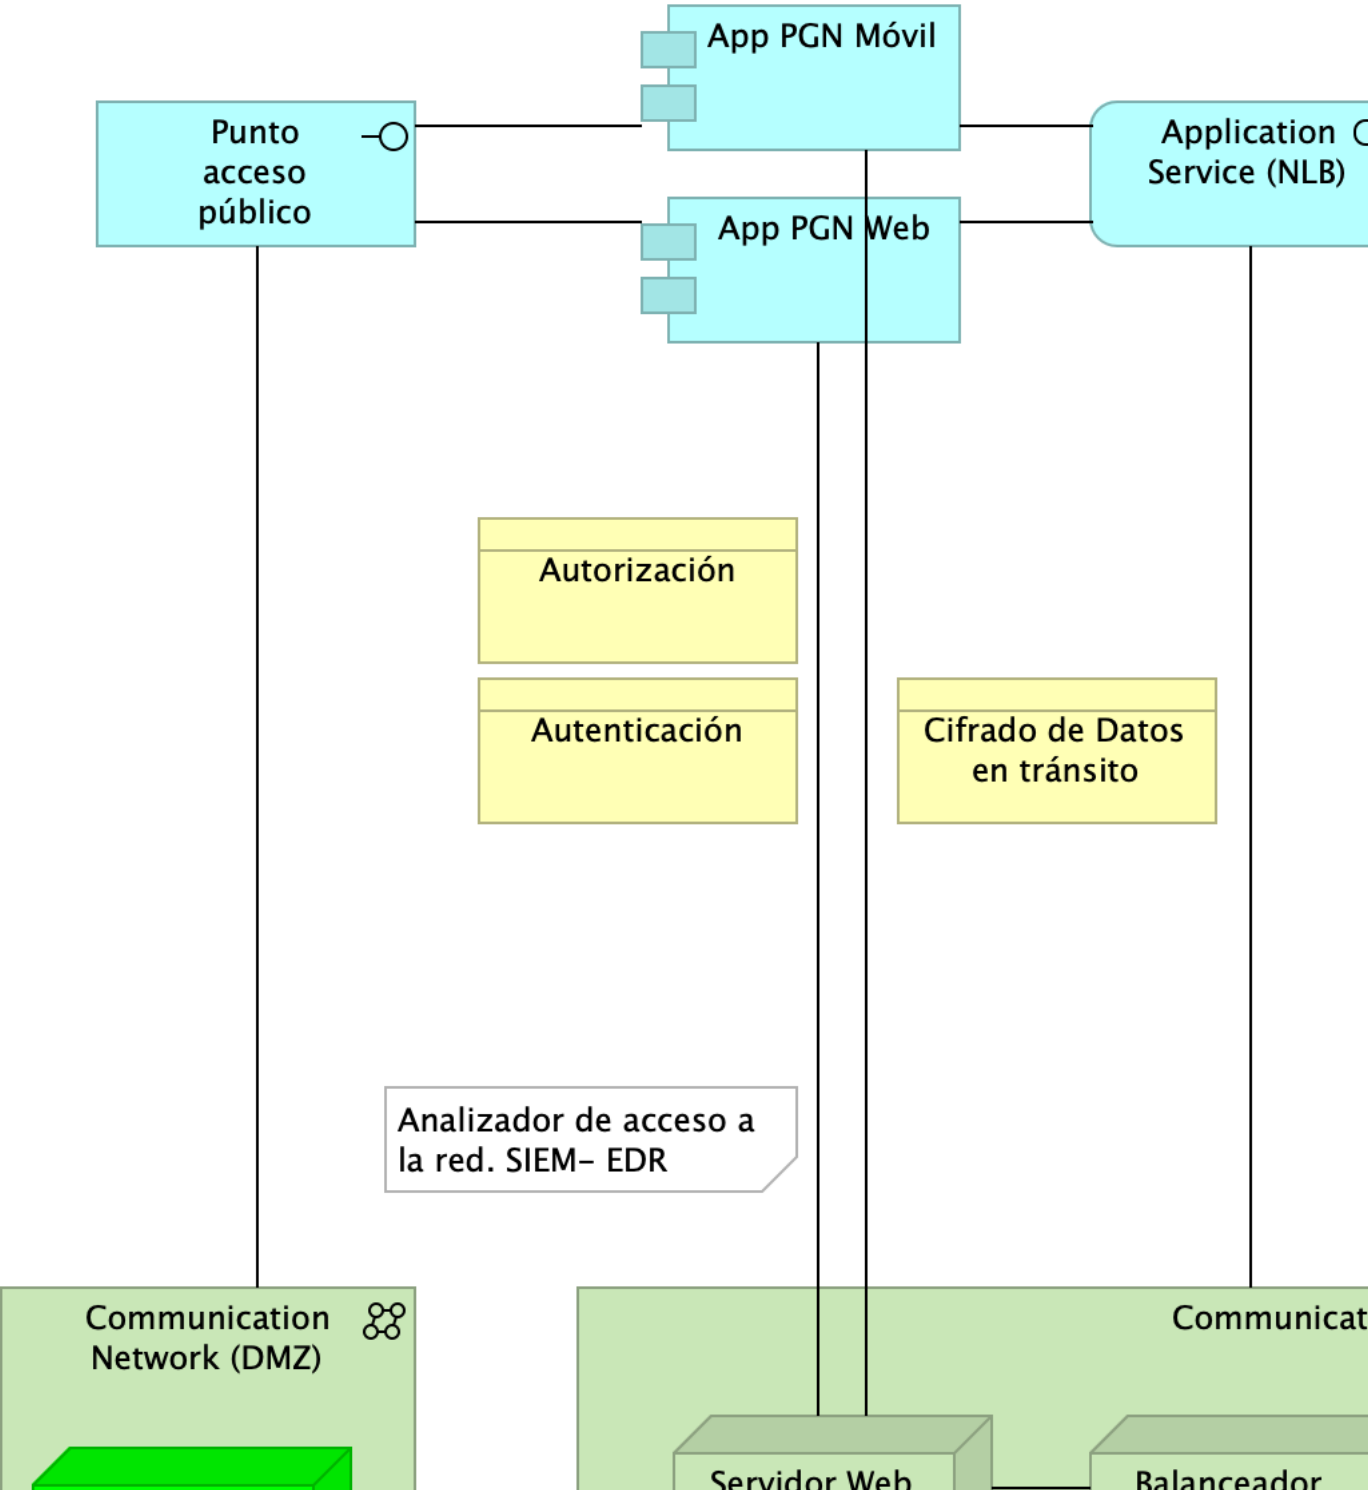 App PGN Móvil
Punto
acceso
público
Application
Service (NLB)
App PGN Web
Autorización
Autenticación
Cifrado de Datos
en tránsito
Analizador de acceso a
la red. SIEM- EDR
Communication
Network (DMZ)
Communicat
Servidor Web
Balanceador